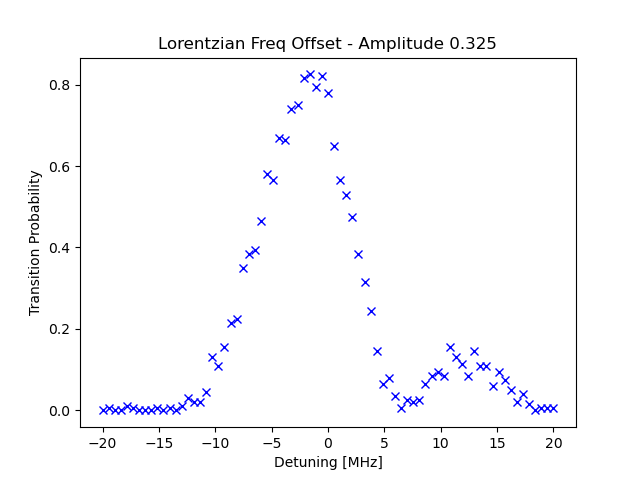 Lorentzian Freq Offset - Amplitude 0.325
0.8
0.6
0.4
0.2
0.0
Transition Probability
−20 −15 −10 −5 0 5 10 15 20
Detuning [MHz]